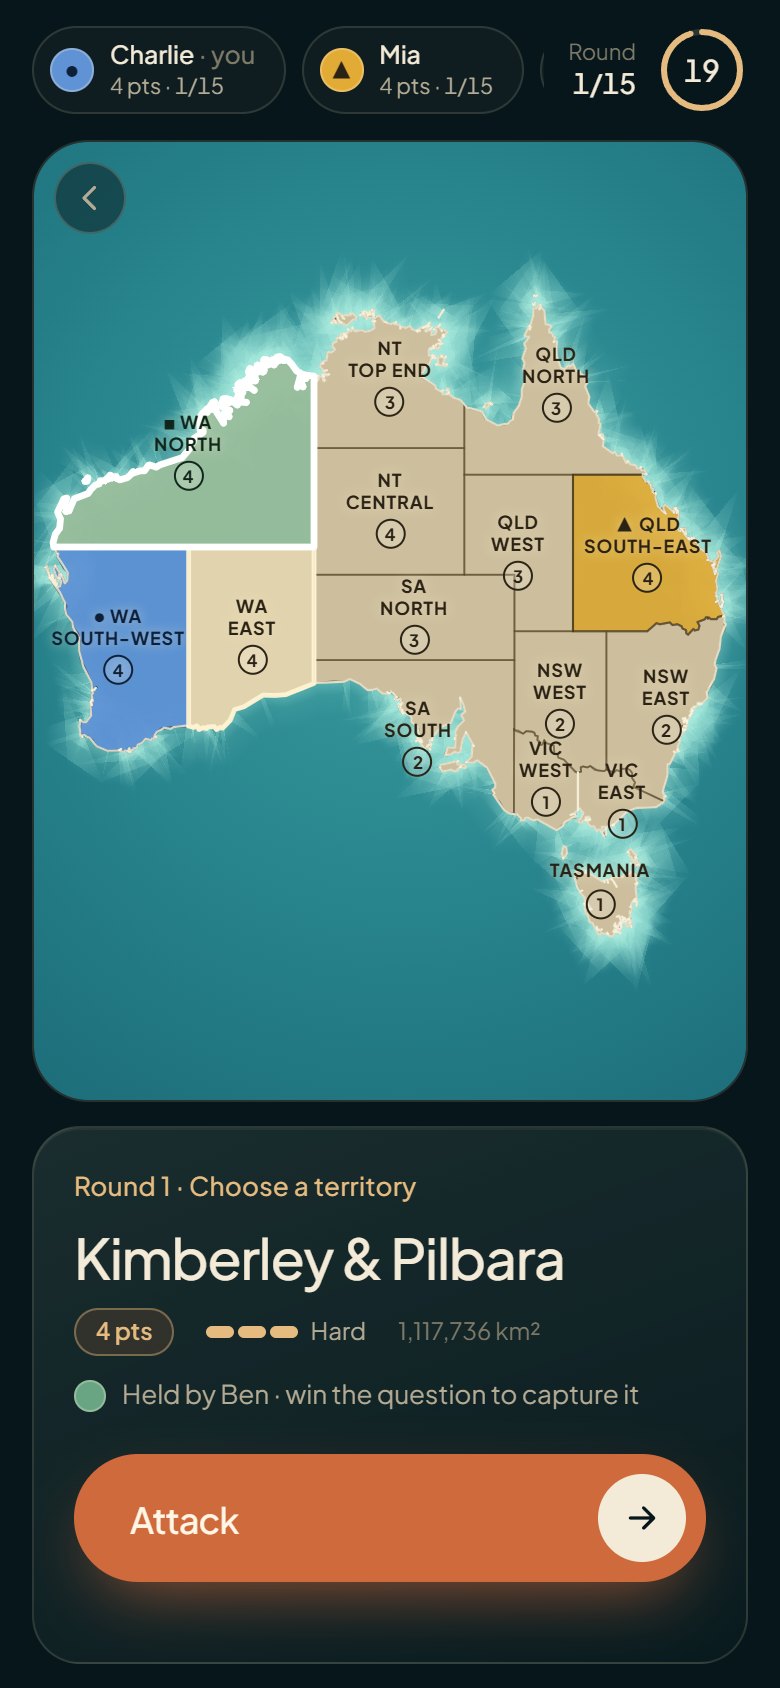 Charlie · you
4 pts · 1/15
Mia
4 pts · 1/15
Round
1/15
19
NT
TOP END
3
QLD
NORTH
3
■ WA
NORTH
4
NT
CENTRAL
4
QLD
WEST
3
▲ QLD
SOUTH-EAST
4
SA
NORTH
3
● WA
SOUTH-WEST
4
WA
EAST
4
NSW
WEST
2
NSW
EAST
2
SA
SOUTH
2
VIC
WEST
1
VIC
EAST
1
TASMANIA
1
Round 1 · Choose a territory
Kimberley & Pilbara
4 pts
Hard
1,117,736 km²
Held by Ben · win the question to capture it
Attack